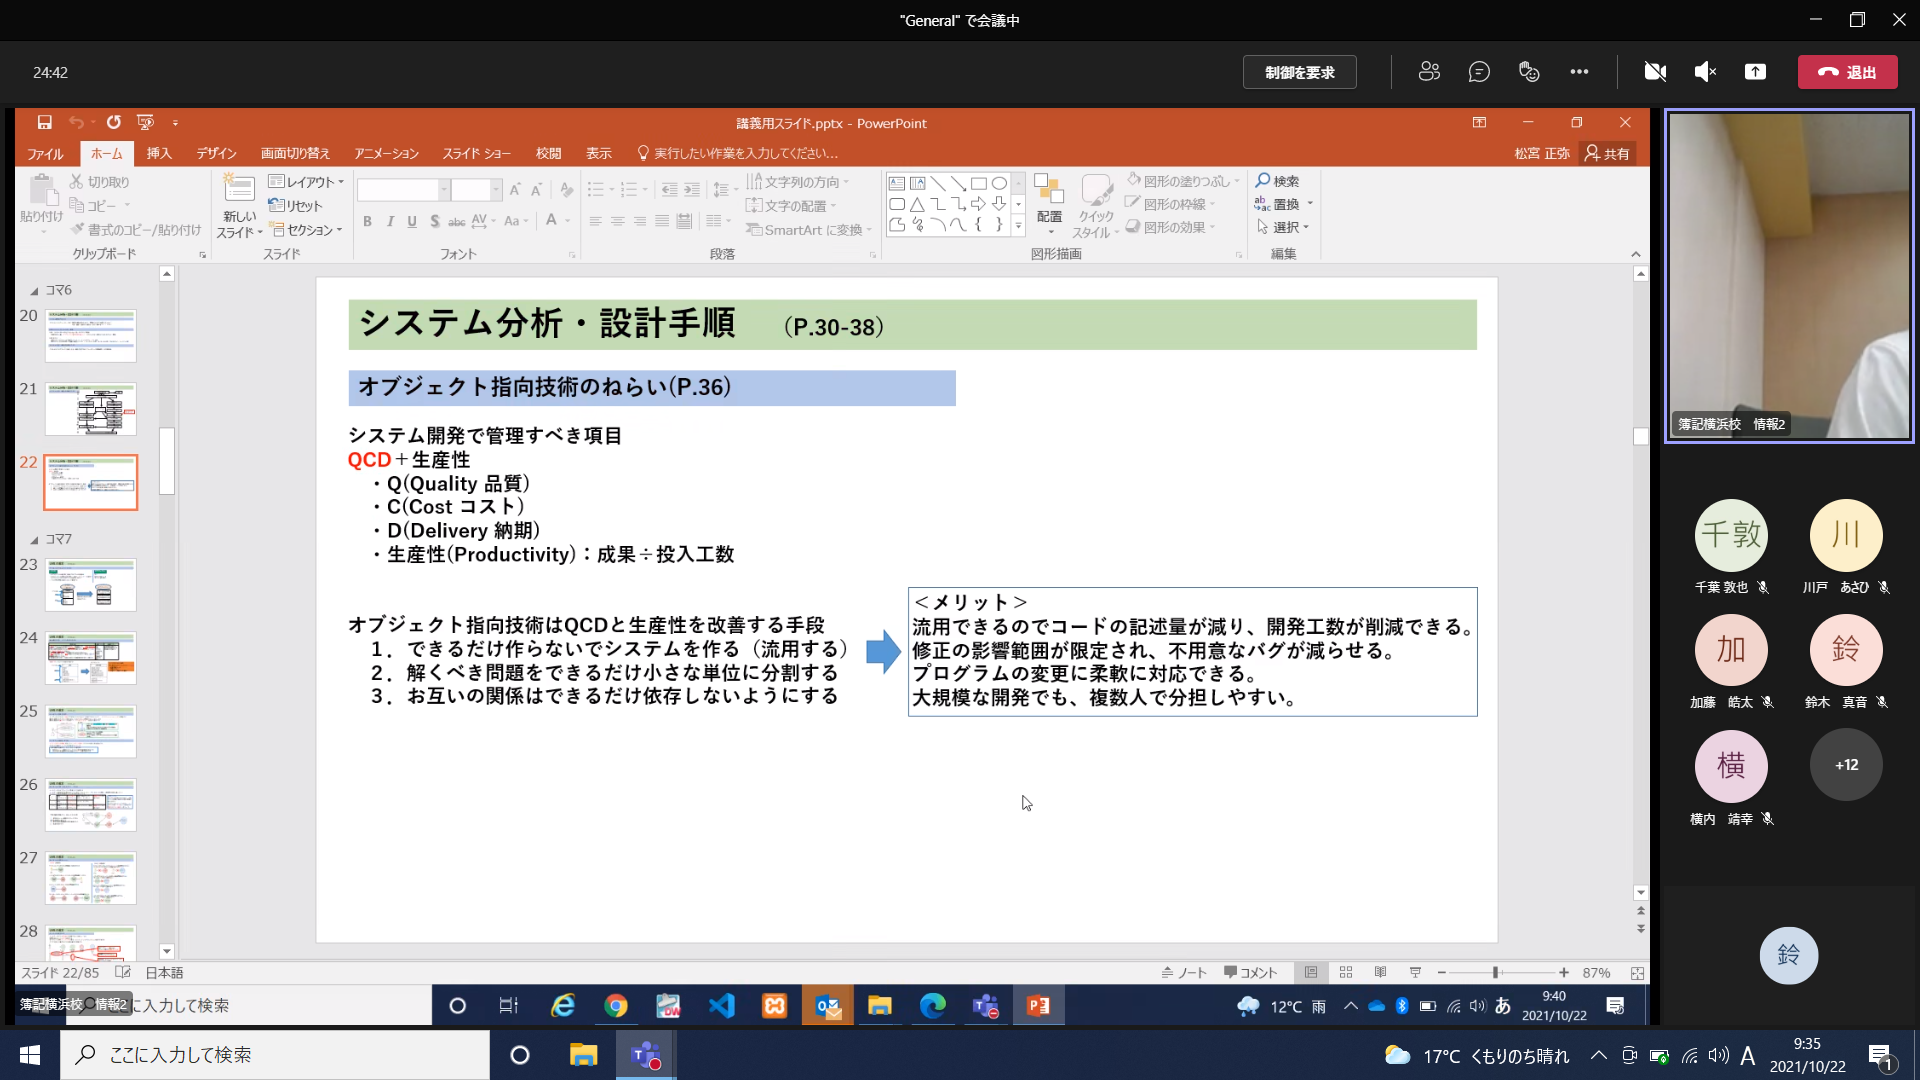 "General" で会議中
24:42
制御を要求
退出
講義用スライド.pptx - PowerPoint
ファイル ホーム 挿入 デザイン 画面切り替え アニメーション スライド ショー 校閲 表示 実行したい作業を入力してください...
松宮 正弥 共有
貼り付け
切り取り
コピー
書式のコピー/貼り付け
クリップボード
新しい
スライド
レイアウト
リセット
セクション
スライド
B I U S abc AV Aa A
フォント
文字列の方向
文字の配置
SmartArt に変換
段落
配置
クイック
スタイル
図形の塗りつぶし
図形の枠線
図形の効果
図形描画
検索
置換
選択
編集
コマ6
20
21
22
コマ7
23
24
25
26
27
28
システム分析・設計手順 （P.30-38）
オブジェクト指向技術のねらい(P.36)
システム開発で管理すべき項目
QCD＋生産性
・Q(Quality 品質)
・C(Cost コスト)
・D(Delivery 納期)
・生産性(Productivity)：成果÷投入工数
オブジェクト指向技術はQCDと生産性を改善する手段
１．できるだけ作らないでシステムを作る（流用する）
２．解くべき問題をできるだけ小さな単位に分割する
３．お互いの関係はできるだけ依存しないようにする
＜メリット＞
流用できるのでコードの記述量が減り、開発工数が削減できる。
修正の影響範囲が限定され、不用意なバグが減らせる。
プログラムの変更に柔軟に対応できる。
大規模な開発でも、複数人で分担しやすい。
スライド 22/85 日本語
ノート コメント 87%
簿記横浜校 情報2
に入力して検索
12°C 雨
あ
9:40
2021/10/22
簿記横浜校 情報2
千敦
千葉 敦也
川
川戸 あさひ
加
加藤 皓太
鈴
鈴木 真音
横
横内 靖幸
+12
鈴
ここに入力して検索
17°C くもりのち晴れ
A
9:35
2021/10/22
1